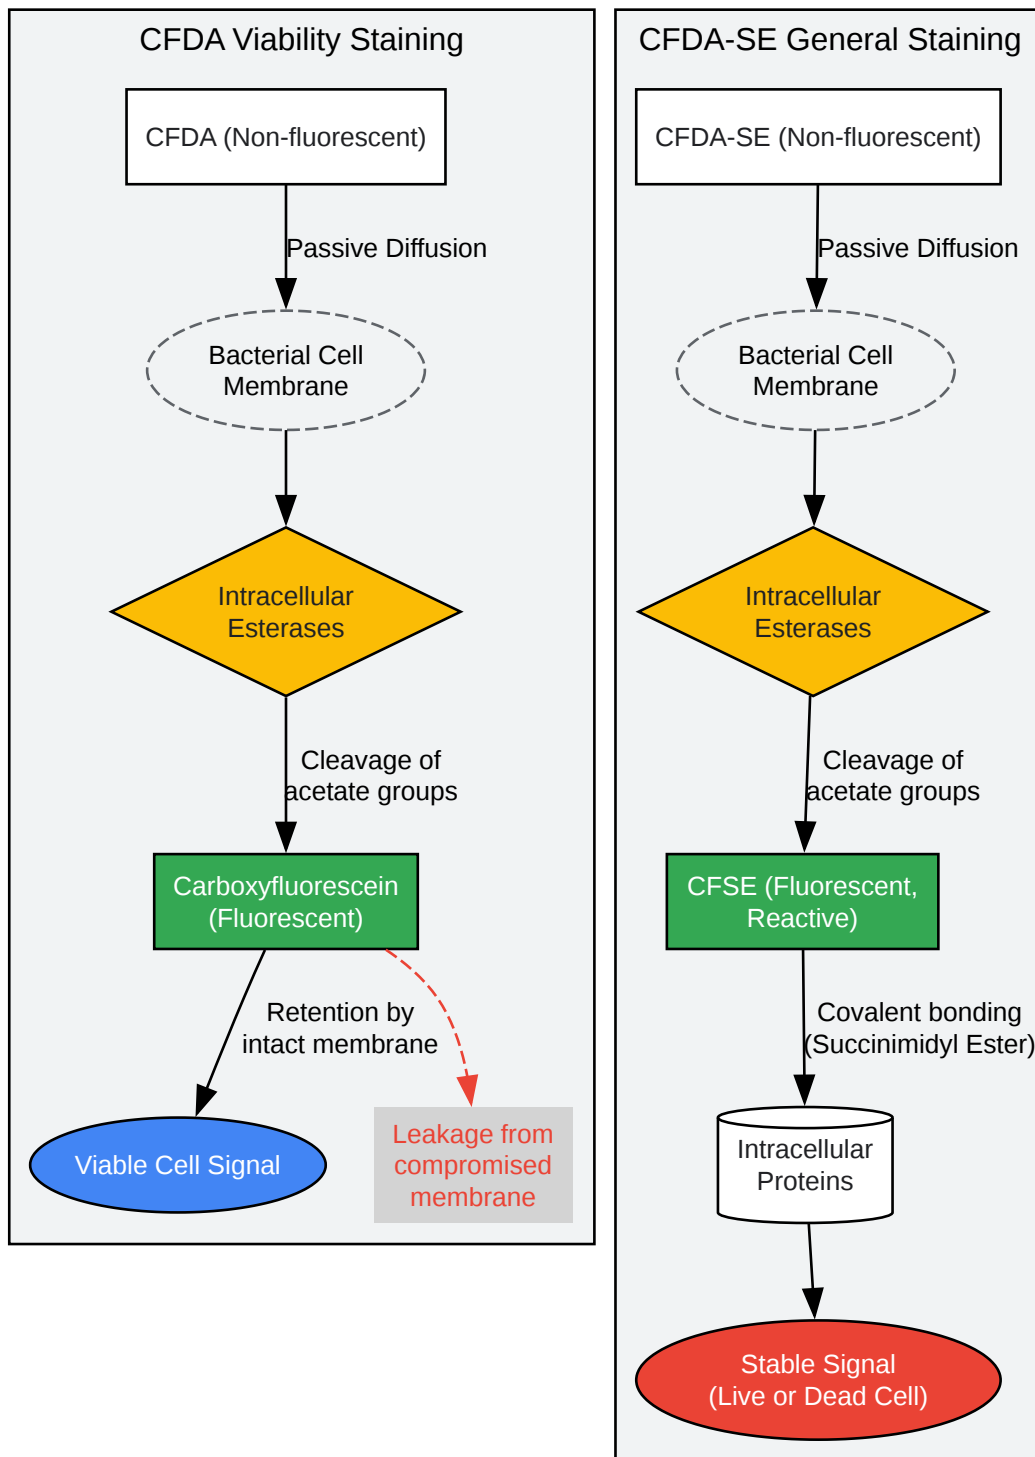 CFDA Viability Staining
CFDA (Non-fluorescent)
Passive Diffusion
Bacterial Cell
Membrane
Intracellular
Esterases
Cleavage of
acetate groups
Carboxyfluorescein
(Fluorescent)
Retention by
intact membrane
Viable Cell Signal
Leakage from
compromised
membrane
CFDA-SE General Staining
CFDA-SE (Non-fluorescent)
Passive Diffusion
Bacterial Cell
Membrane
Intracellular
Esterases
Cleavage of
acetate groups
CFSE (Fluorescent,
Reactive)
Covalent bonding
(Succinimidyl Ester)
Intracellular
Proteins
Stable Signal
(Live or Dead Cell)